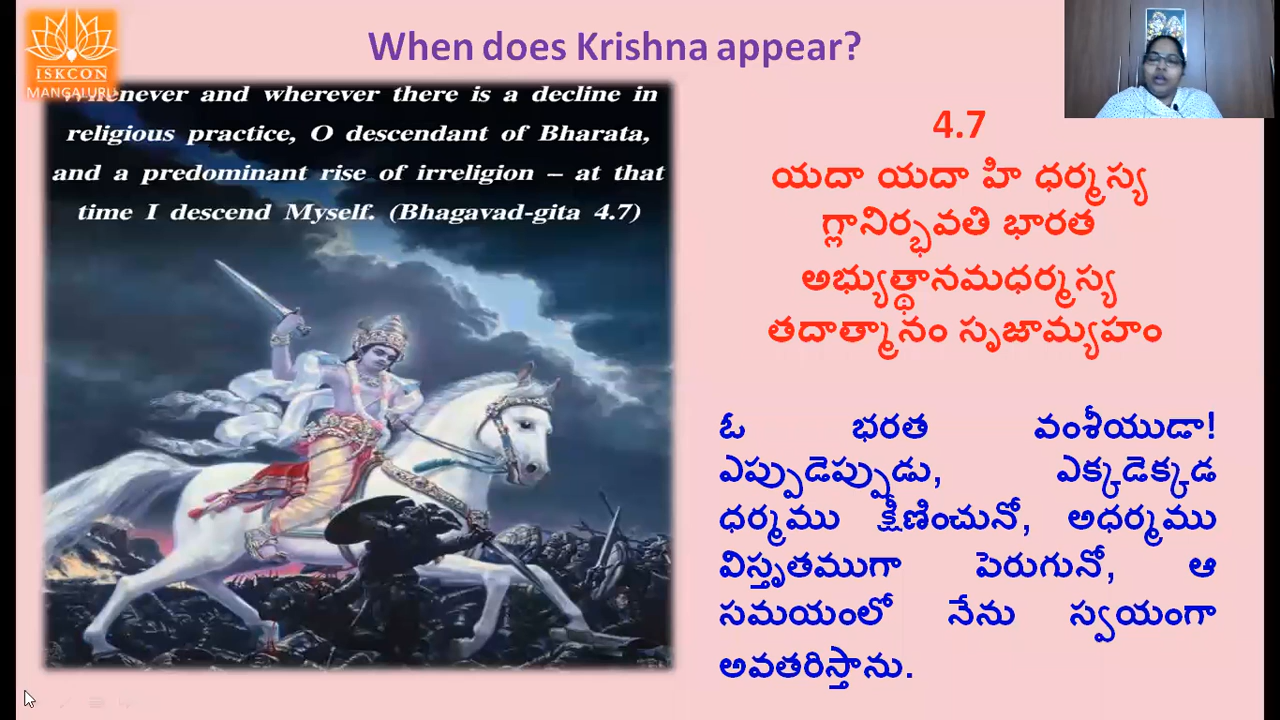 When does Krishna appear?
ISKCON
MANGALURU
Whenever and wherever there is a decline in
religious practice, O descendant of Bharata,
and a predominant rise of irreligion – at that
time I descend Myself. (Bhagavad-gita 4.7)
4.7
యదా యదా హి ధర్మస్య
గ్లానిర్భవతి భారత
అభ్యుత్థానమధర్మస్య
తదాత్మానం సృజామ్యహం
ఓ భరత వంశీయుడా!
ఎప్పుడెప్పుడు, ఎక్కడెక్కడ
ధర్మము క్షీణించునో, అధర్మము
విస్తృతముగా పెరుగునో, ఆ
సమయంలో నేను స్వయంగా
అవతరిస్తాను.